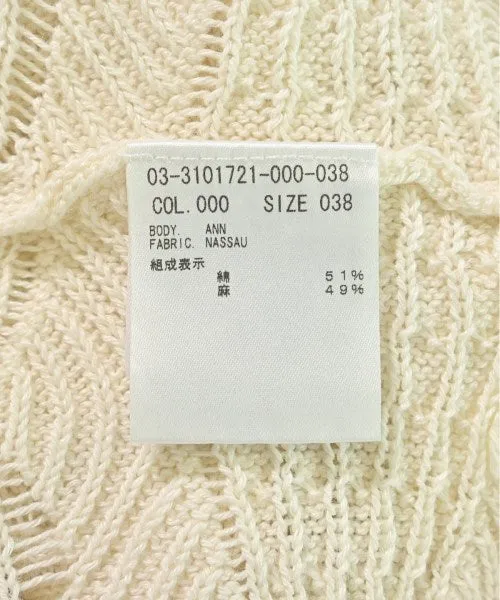 03-3101721-000-038
COL.000 SIZE 038
BODY. ANN
FABRIC. NASSAU
組成表示
綿 51%
麻 49%